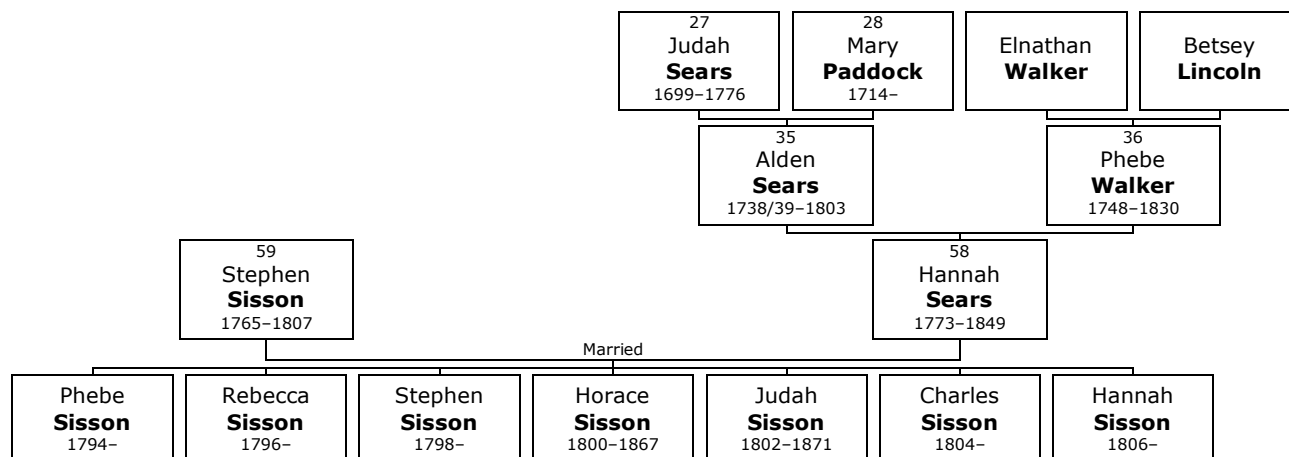 27
Judah
Sears
1699–1776
28
Mary
Paddock
1714–
Elnathan
Walker
Betsey
Lincoln
35
Alden
Sears
1738/39–1803
36
Phebe
Walker
1748–1830
59
Stephen
Sisson
1765–1807
58
Hannah
Sears
1773–1849
Married
Phebe
Sisson
1794–
Rebecca
Sisson
1796–
Stephen
Sisson
1798–
Horace
Sisson
1800–1867
Judah
Sisson
1802–1871
Charles
Sisson
1804–
Hannah
Sisson
1806–